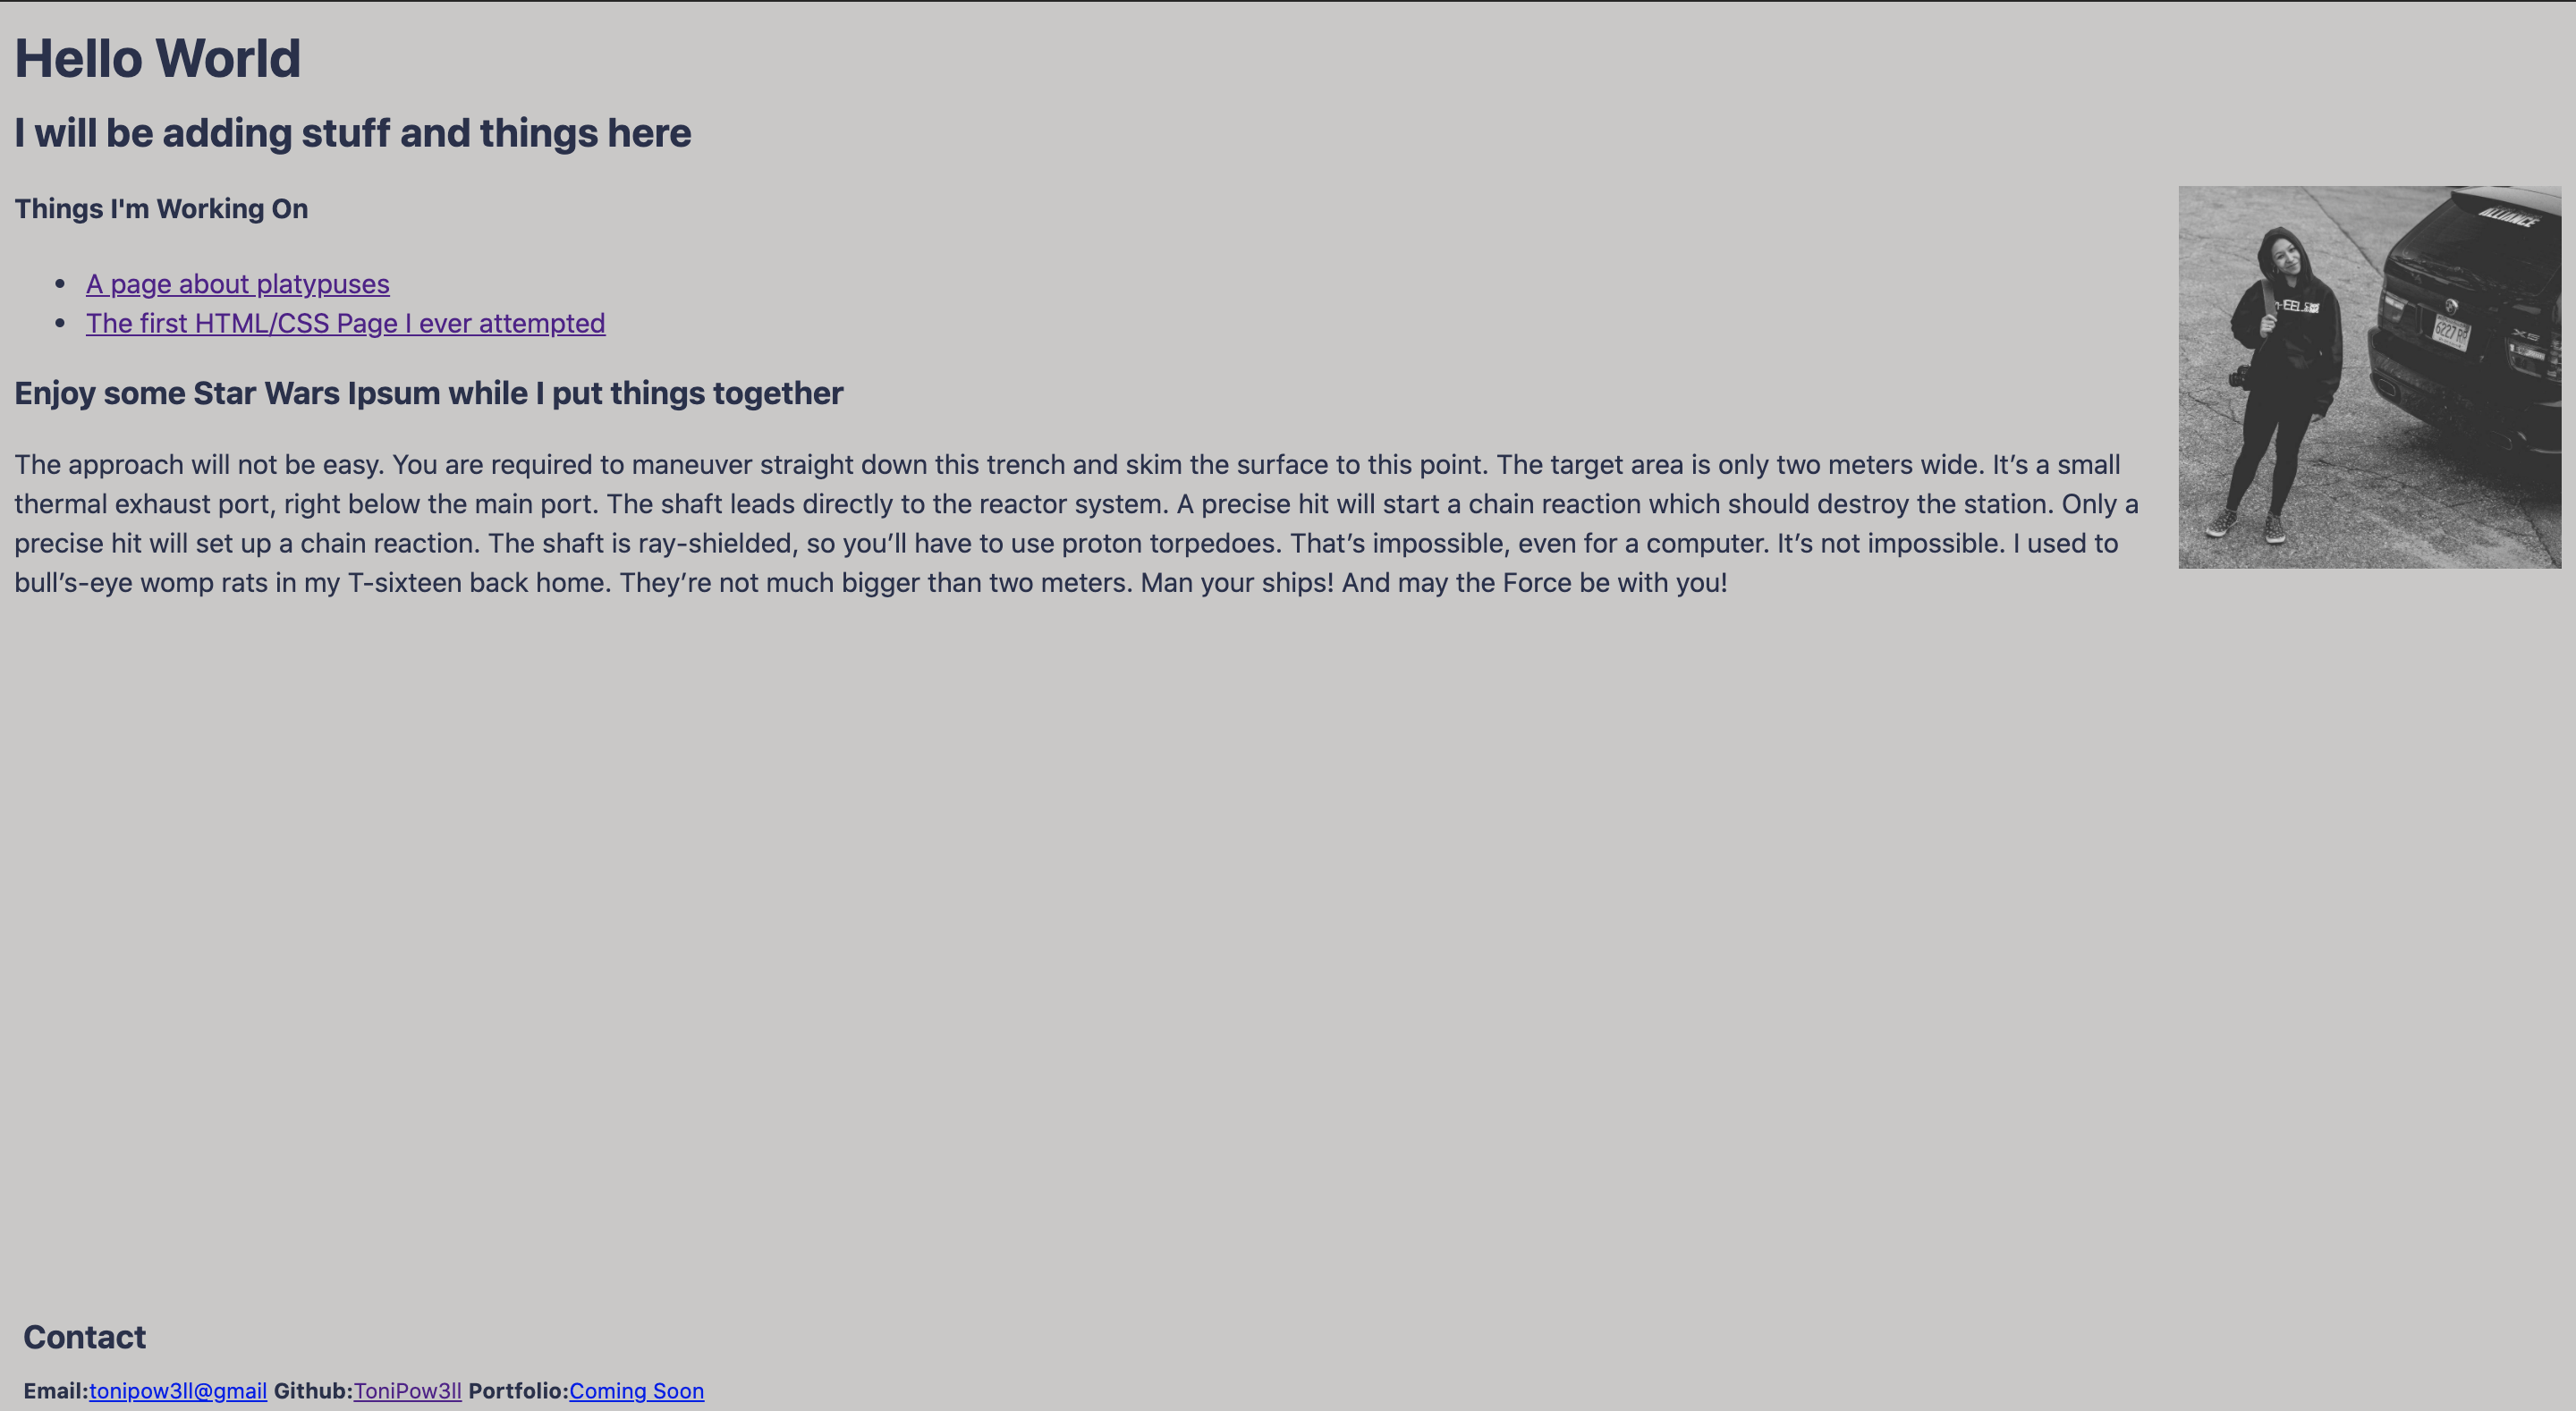 Hello World
I will be adding stuff and things here
Things I'm Working On
A page about platypuses
The first HTML/CSS Page I ever attempted
Enjoy some Star Wars Ipsum while I put things together
The approach will not be easy. You are required to maneuver straight down this trench and skim the surface to this point. The target area is only two meters wide. It’s a small
thermal exhaust port, right below the main port. The shaft leads directly to the reactor system. A precise hit will start a chain reaction which should destroy the station. Only a
precise hit will set up a chain reaction. The shaft is ray-shielded, so you’ll have to use proton torpedoes. That’s impossible, even for a computer. It’s not impossible. I used to
bull’s-eye womp rats in my T-sixteen back home. They’re not much bigger than two meters. Man your ships! And may the Force be with you!
ALLIANCE
X5
Contact
Email:tonipow3ll@gmail Github:ToniPow3ll Portfolio:Coming Soon